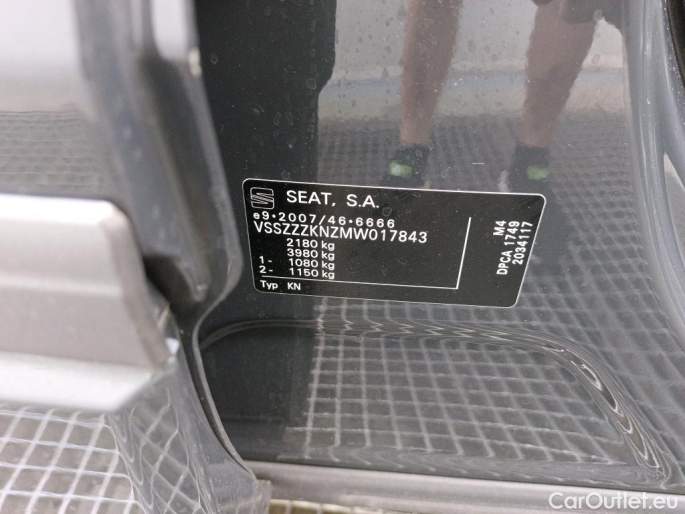 SEAT, S.A.
e9*2007/46*6666
VSSZZZKNZMW017843
2180 kg
3980 kg
1- 1080 kg
2- 1150 kg
Typ KN
M4
DPCA 1749
2034117
CarOutlet.eu